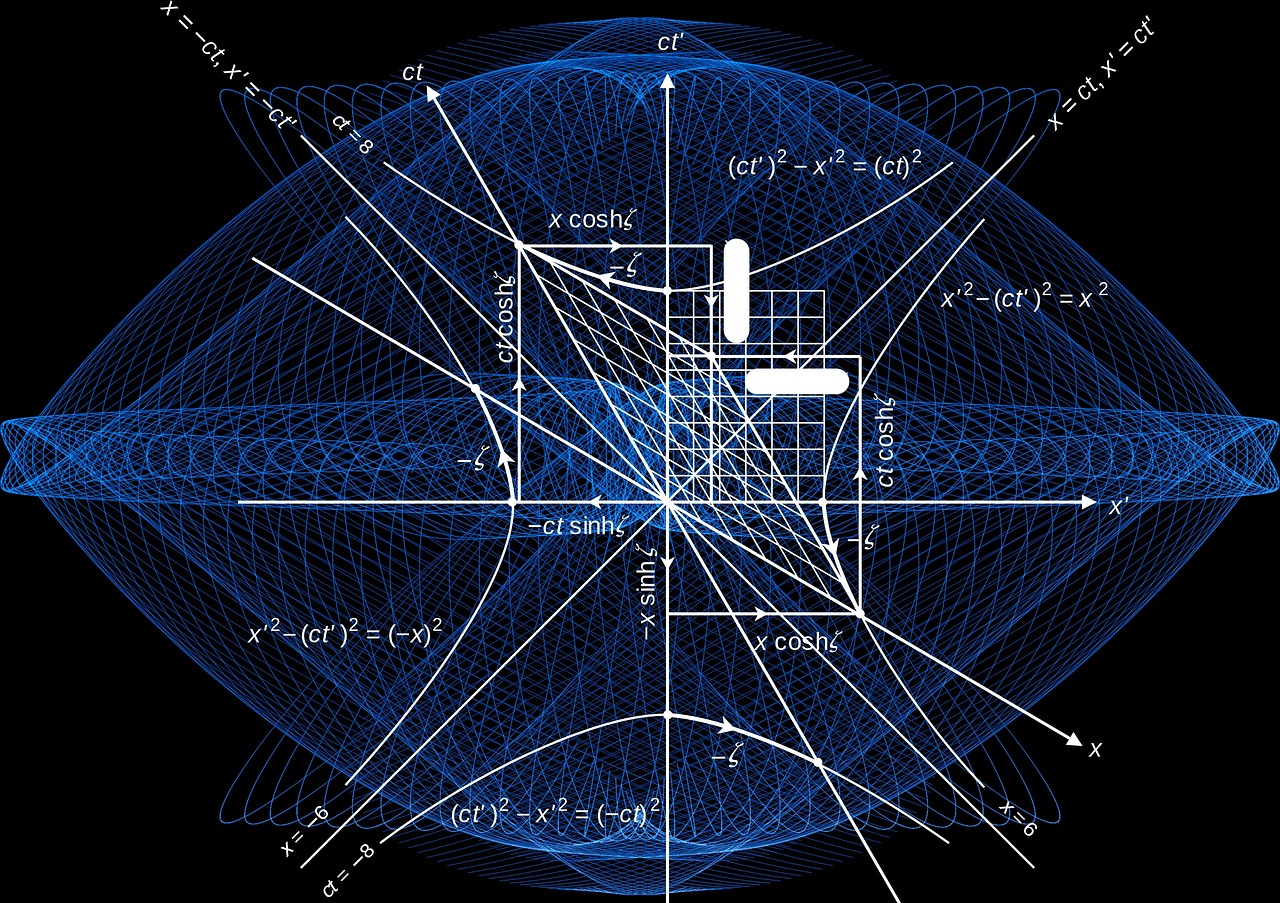 x = −ct, x′ = −ct′
ct
ct′
x = ct, x′ = ct′
ct = 8
(ct′)² − x′² = (ct)²
x coshζ
−ζ
ct coshζ
x′² − (ct′)² = x²
ct coshζ
−ζ
x′
−ct sinhζ
−ζ
−x sinhζ
x′² − (ct′)² = (−x)²
x coshζ
x
−ζ
(ct′)² − x′² = (−ct)²
x = −6
x = 6
ct = −8